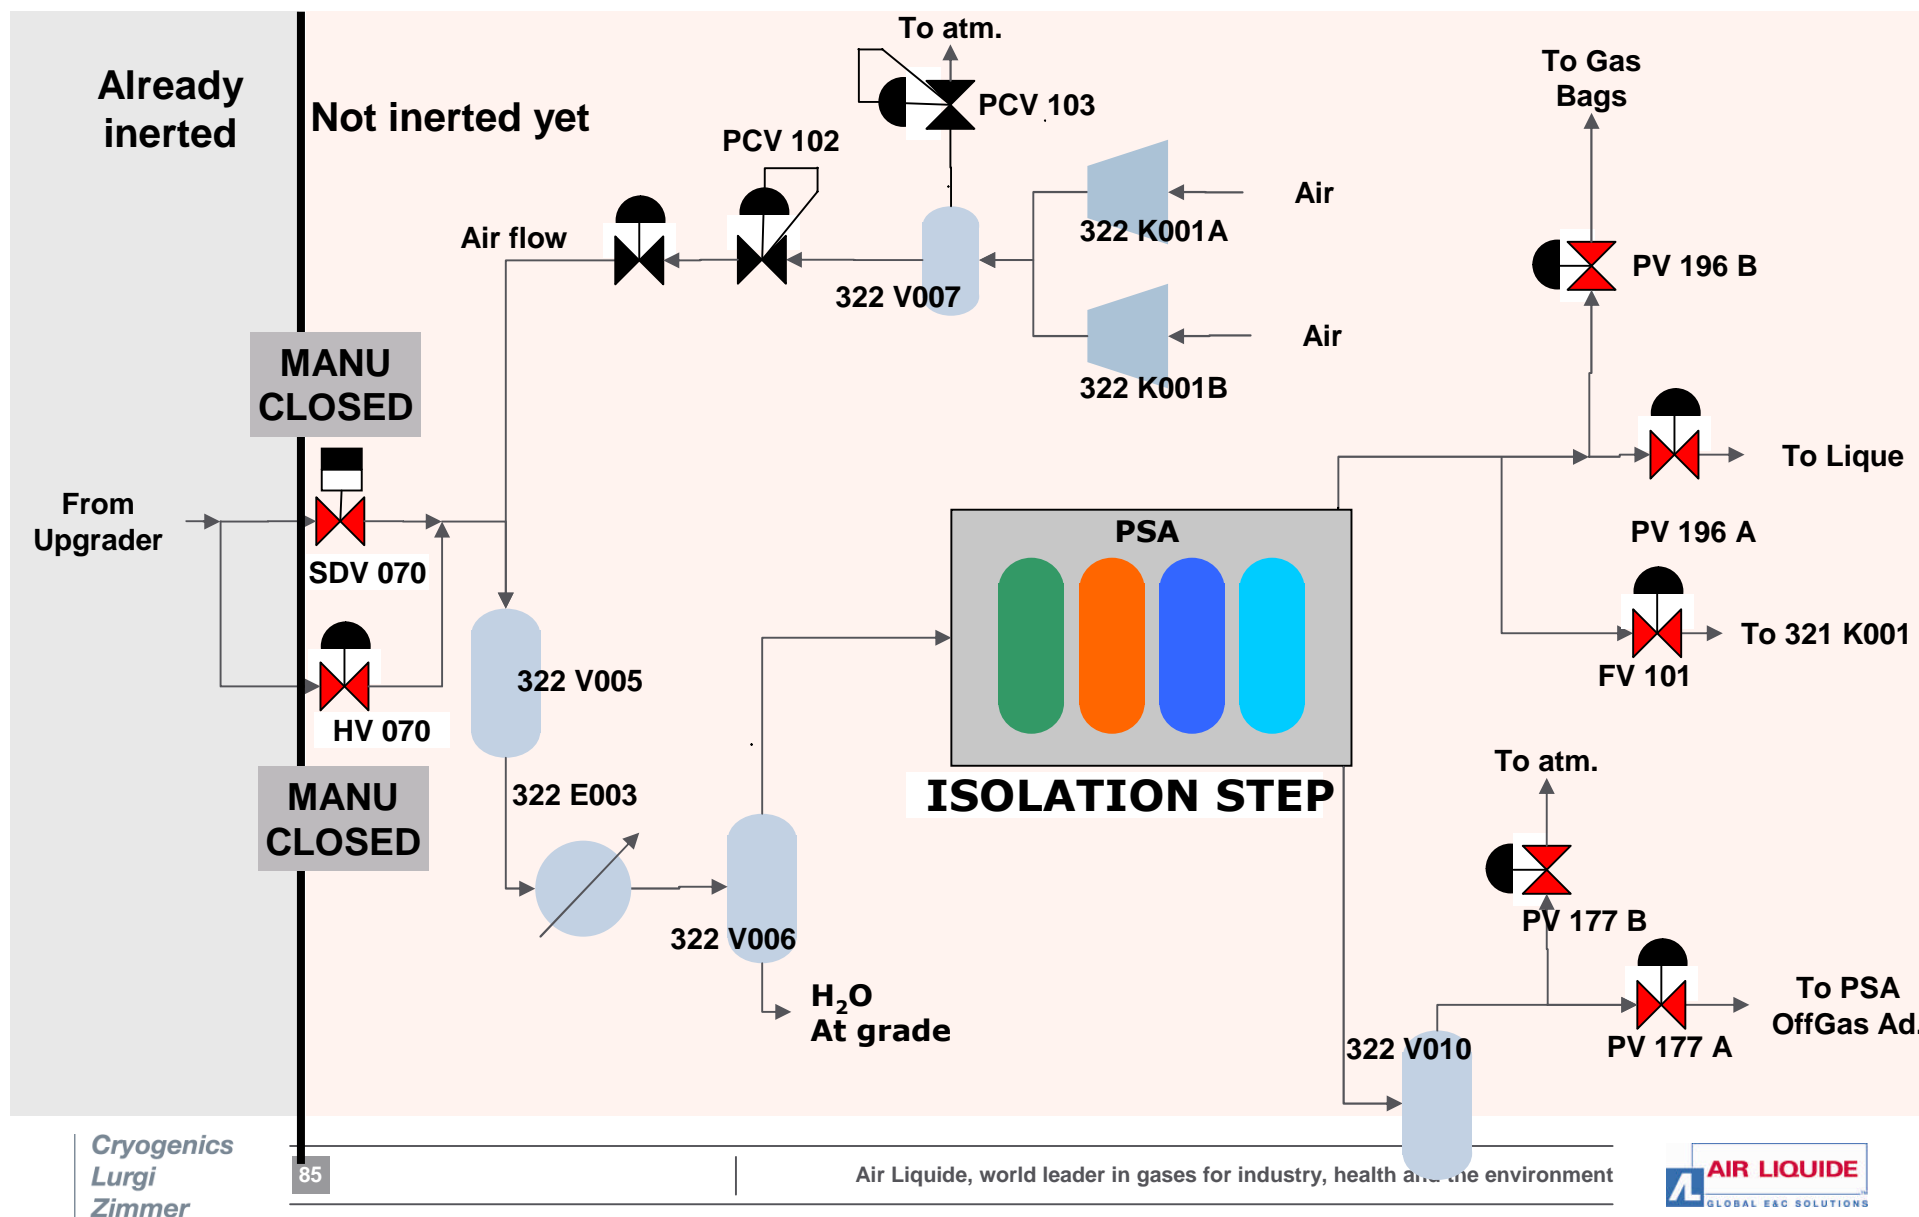 To atm.
Already
inerted
Not inerted yet
PCV 102
PCV 103
To Gas
Bags
Air
322 K001A
Air flow
322 V007
PV 196 B
Air
322 K001B
MANU
CLOSED
From
Upgrader
SDV 070
HV 070
MANU
CLOSED
322 V005
322 E003
322 V006
H₂O
At grade
PSA
ISOLATION STEP
To Lique
PV 196 A
To 321 K001
FV 101
To atm.
PV 177 B
322 V010
PV 177 A
To PSA
OffGas Ad.
Cryogenics
Lurgi
Zimmer
85
Air Liquide, world leader in gases for industry, health and the environment
AIR LIQUIDE
™
GLOBAL E&C SOLUTIONS